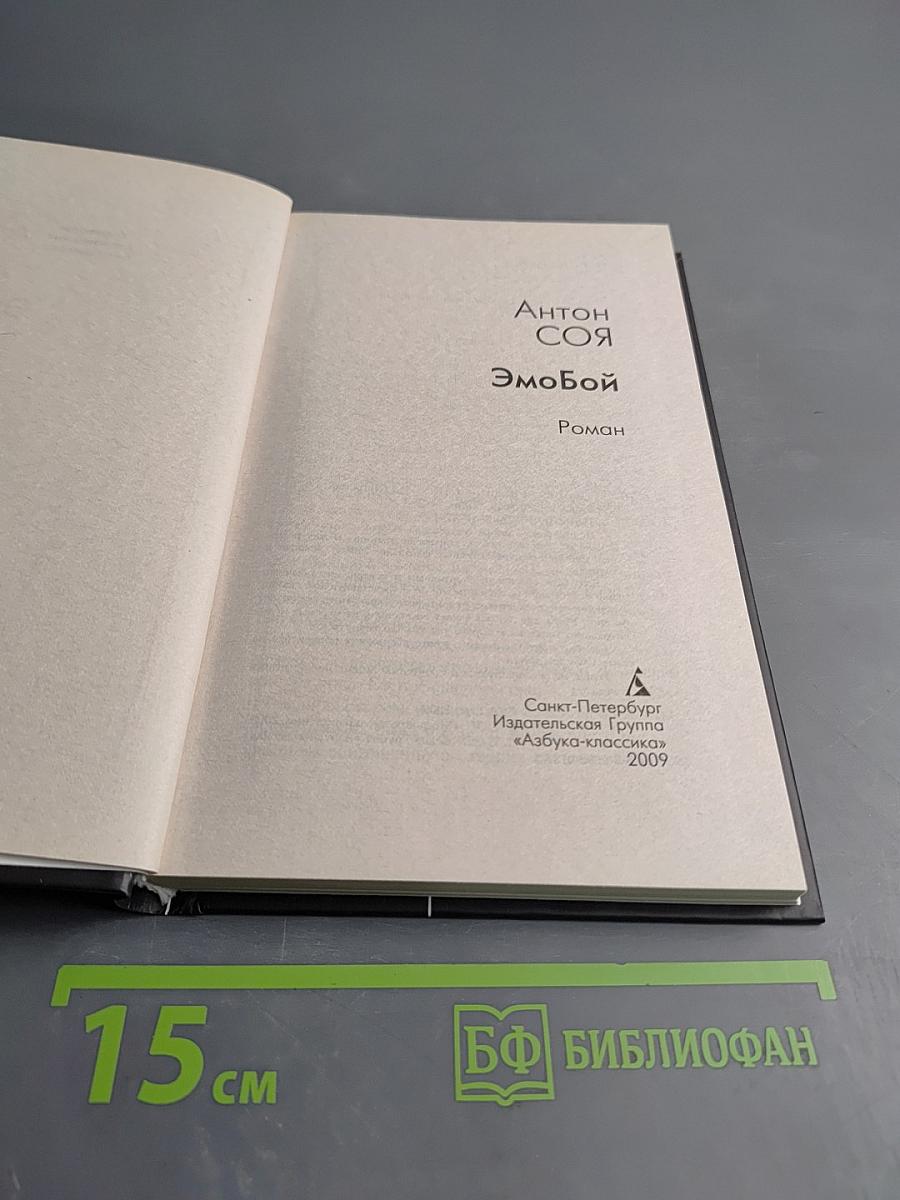 Антон
СОЯ
ЭмоБой
Роман
Санкт-Петербург
Издательская Группа
«Азбука-классика»
2009
15 см
БФ БИБЛИОФАН